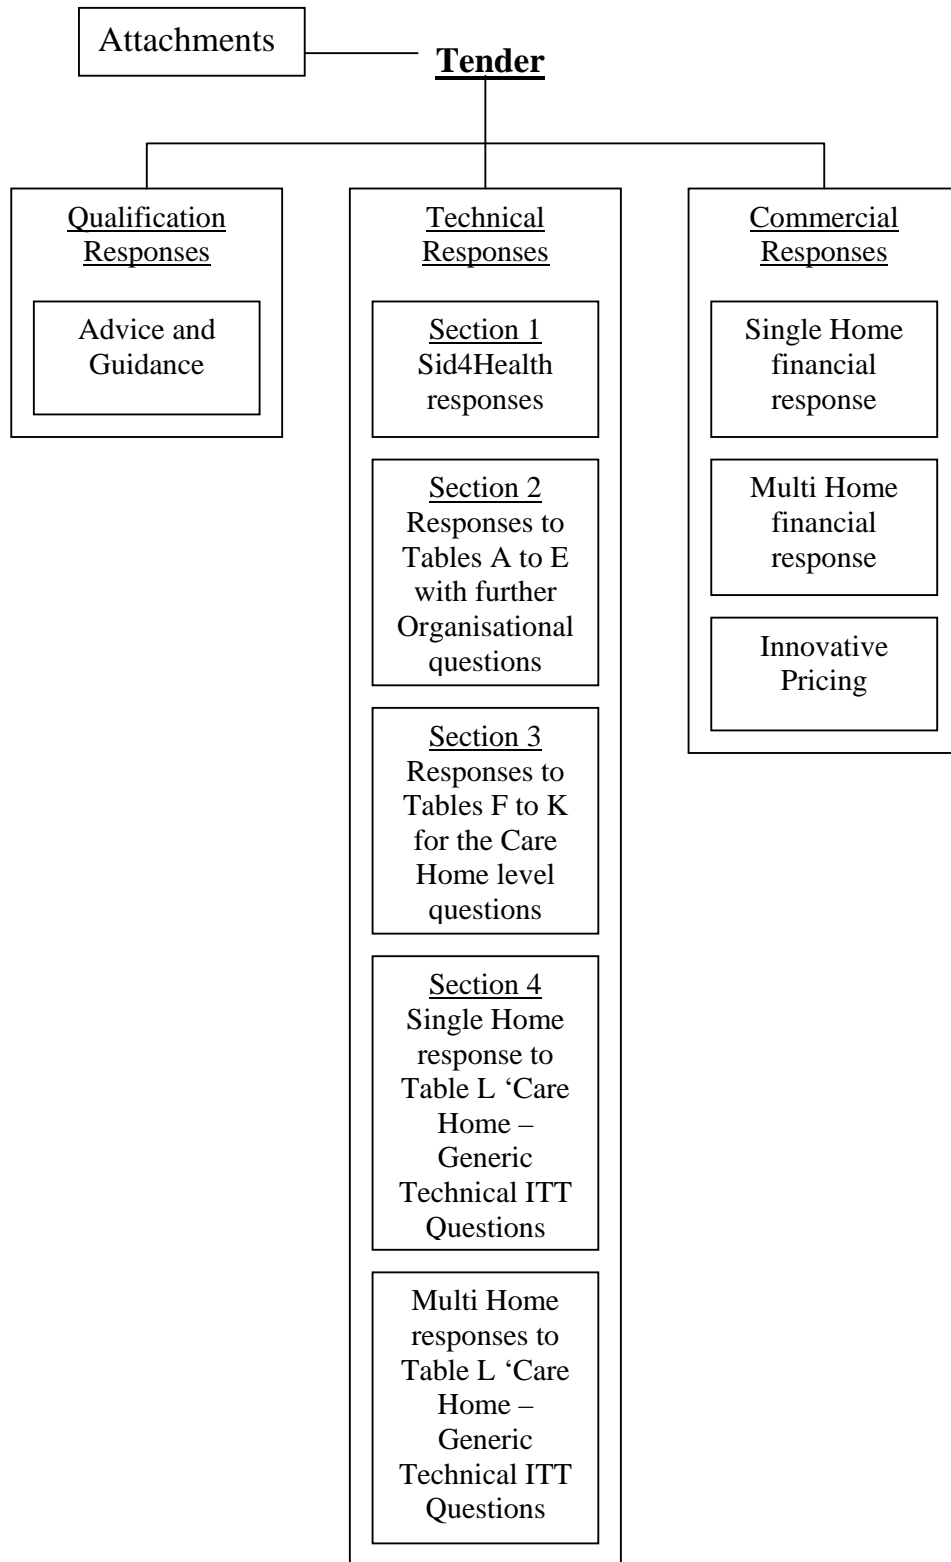 Attachments
Tender
Qualification
Responses
Advice and
Guidance
Technical
Responses
Section 1
Sid4Health
responses
Section 2
Responses to
Tables A to E
with further
Organisational
questions
Section 3
Responses to
Tables F to K
for the Care
Home level
questions
Section 4
Single Home
response to
Table L ‘Care
Home –
Generic
Technical ITT
Questions
Multi Home
responses to
Table L ‘Care
Home –
Generic
Technical ITT
Questions
Commercial
Responses
Single Home
financial
response
Multi Home
financial
response
Innovative
Pricing